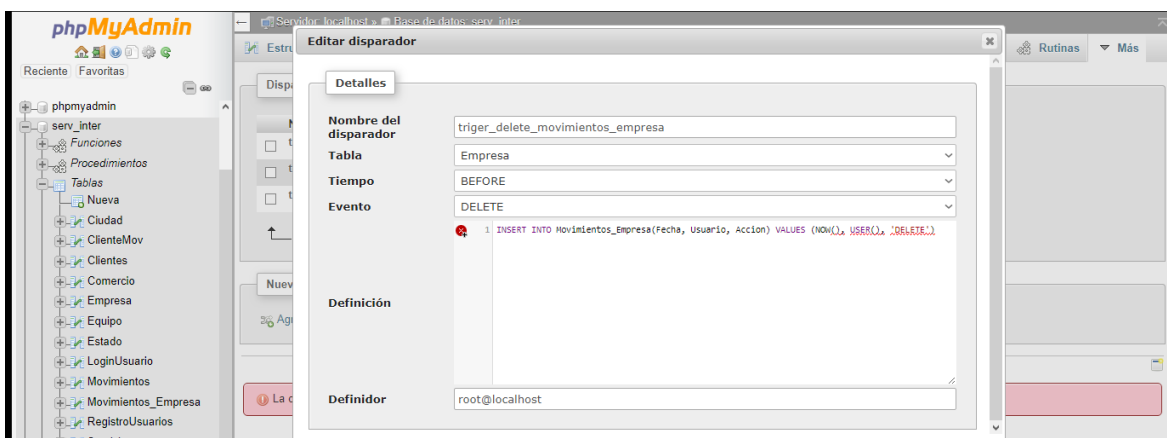 phpMyAdmin
Reciente Favoritas
phpmyadmin
serv_inter
Funciones
Procedimientos
Tablas
Nueva
Ciudad
ClienteMov
Clientes
Comercio
Empresa
Equipo
Estado
LoginUsuario
Movimientos
Movimientos_Empresa
RegistroUsuarios
Servidor: localhost » Base de datos: serv_inter
Estru
Rutinas
Más
Dispa
N
t
t
t
Nuev
Agr
La c
Editar disparador
Detalles
Nombre del disparador
triger_delete_movimientos_empresa
Tabla
Empresa
Tiempo
BEFORE
Evento
DELETE
Definición
1 INSERT INTO Movimientos_Empresa(Fecha, Usuario, Accion) VALUES (NOW(), USER(), 'DELETE')
Definidor
root@localhost